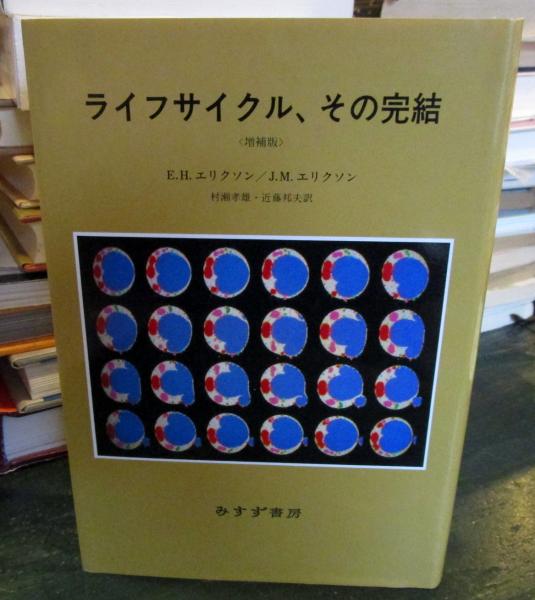 ライフサイクル、その完結
〈増補版〉
E.H.エリクソン／J.M.エリクソン
村瀬孝雄・近藤邦夫訳
みすず書房